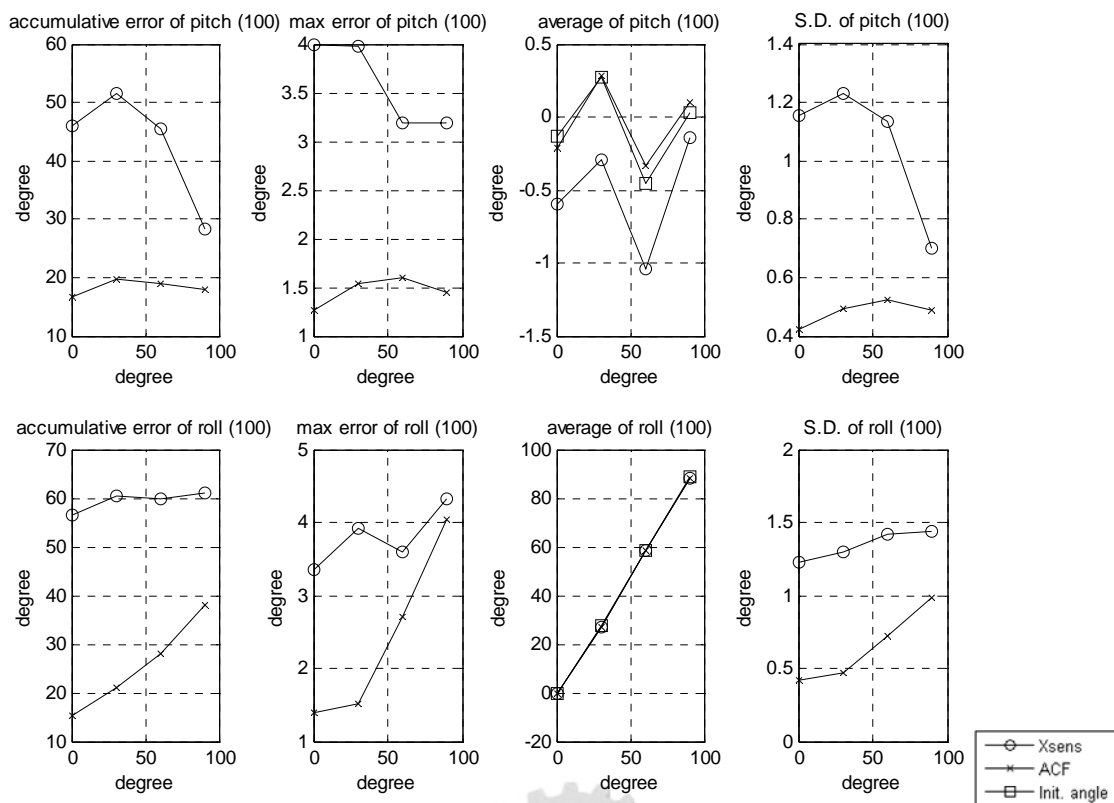 accumulative error of pitch (100)
60
50
40
30
20
10
0
50
100
degree
degree
max error of pitch (100)
4
3.5
3
2.5
2
1.5
1
0
50
100
degree
degree
average of pitch (100)
0.5
0
-0.5
-1
-1.5
0
50
100
degree
degree
S.D. of pitch (100)
1.4
1.2
1
0.8
0.6
0.4
0
50
100
degree
degree
accumulative error of roll (100)
70
60
50
40
30
20
10
0
50
100
degree
degree
max error of roll (100)
5
4
3
2
1
0
50
100
degree
degree
average of roll (100)
100
80
60
40
20
0
-20
0
50
100
degree
degree
S.D. of roll (100)
2
1.5
1
0.5
0
0
50
100
degree
degree
Xsens
ACF
Init. angle